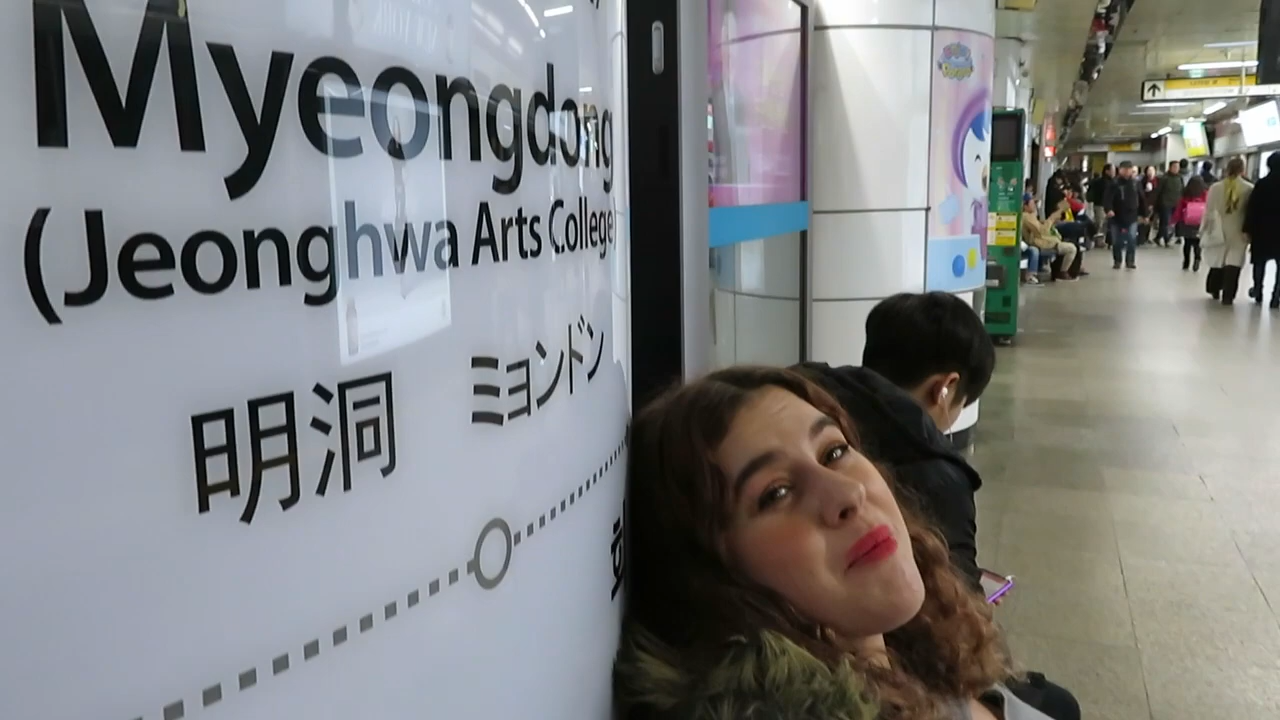 Myeongdong
(Jeonghwa Arts College
明洞 ミョンドン